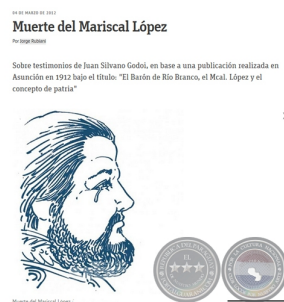 04 DE MARZO DE 2012
Muerte del Mariscal López
Por Jorge Rubiani
Sobre testimonios de Juan Silvano Godoi, en base a una publicación realizada en
Asunción en 1912 bajo el título: "El Barón de Río Branco, el Mcal. López y el
concepto de patria"
Muerte del Mariscal Lopez /